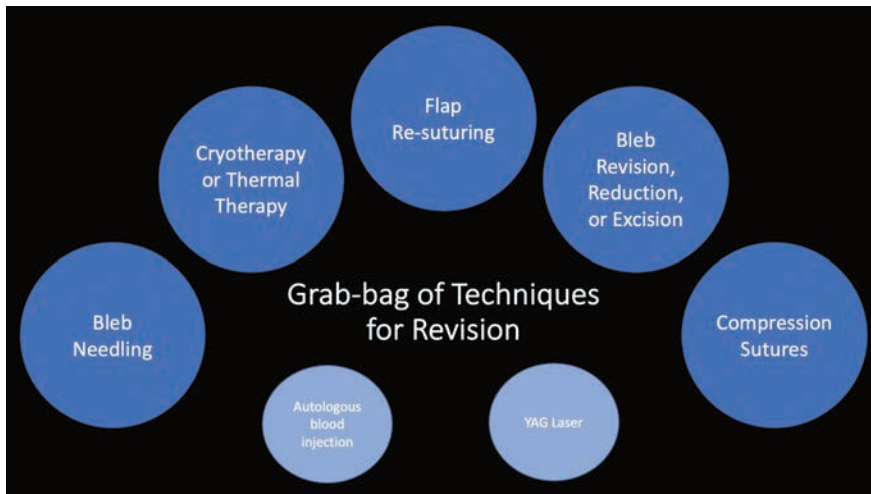 Flap
Re-suturing
Cryotherapy
or Thermal
Therapy
Bleb
Revision,
Reduction,
or Excision
Bleb
Needling
Grab-bag of Techniques
for Revision
Compression
Sutures
Autologous
blood
injection
YAG Laser